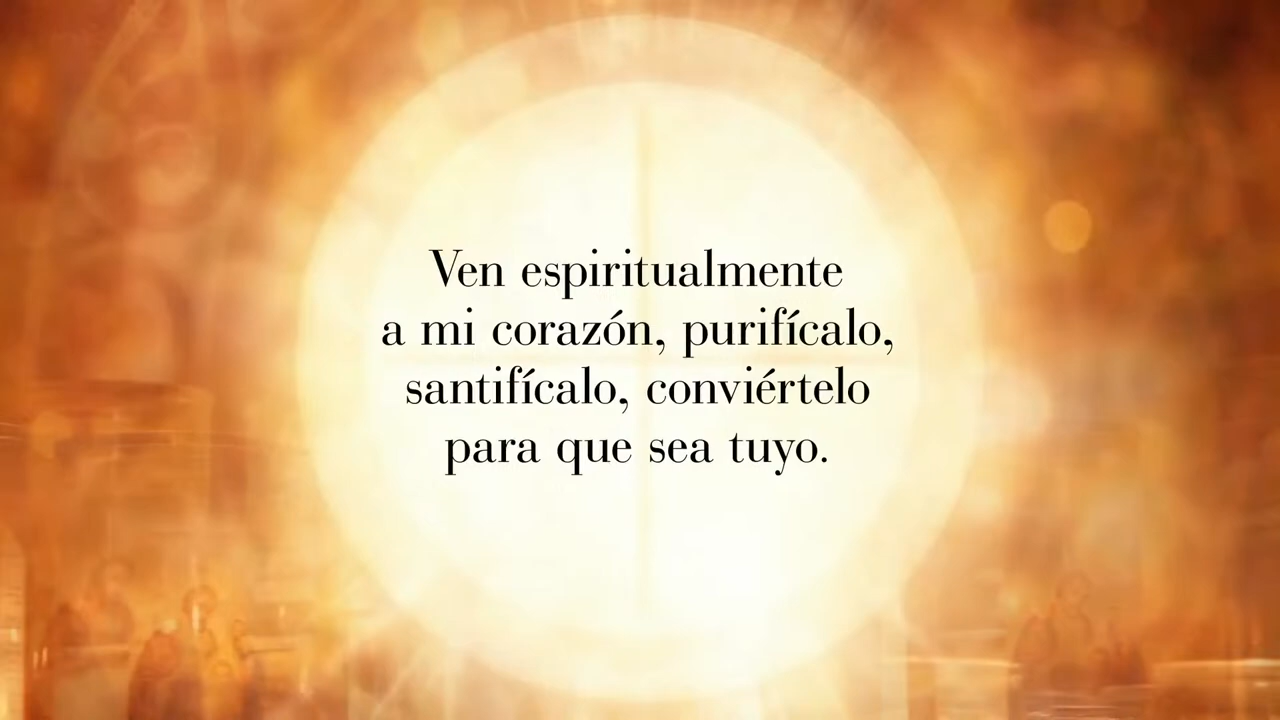 Ven espiritualmente
a mi corazón, purifícalo,
santifícalo, conviértelo
para que sea tuyo.